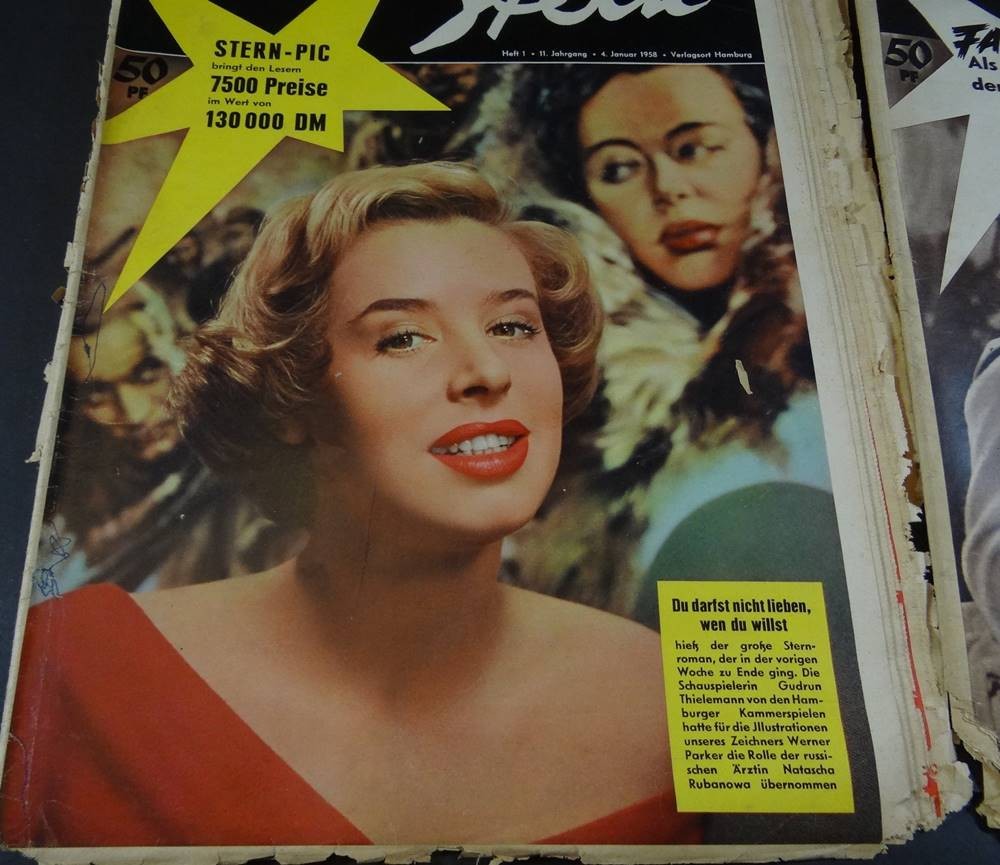 Stern
Heft 1 • 11. Jahrgang • 4. Januar 1958 • Verlagsort Hamburg
50
PF
STERN-PIC
bringt den Lesern
7500 Preise
im Wert von
130 000 DM
Du darfst nicht lieben,
wen du willst
hieß der große Stern-
roman, der in der vorigen
Woche zu Ende ging. Die
Schauspielerin Gudrun
Thielemann von den Ham-
burger Kammerspielen
hatte für die Jllustrationen
unseres Zeichners Werner
Parker die Rolle der russi-
schen Ärztin Natascha
Rubanowa übernommen
50
PF
FA
Als
der